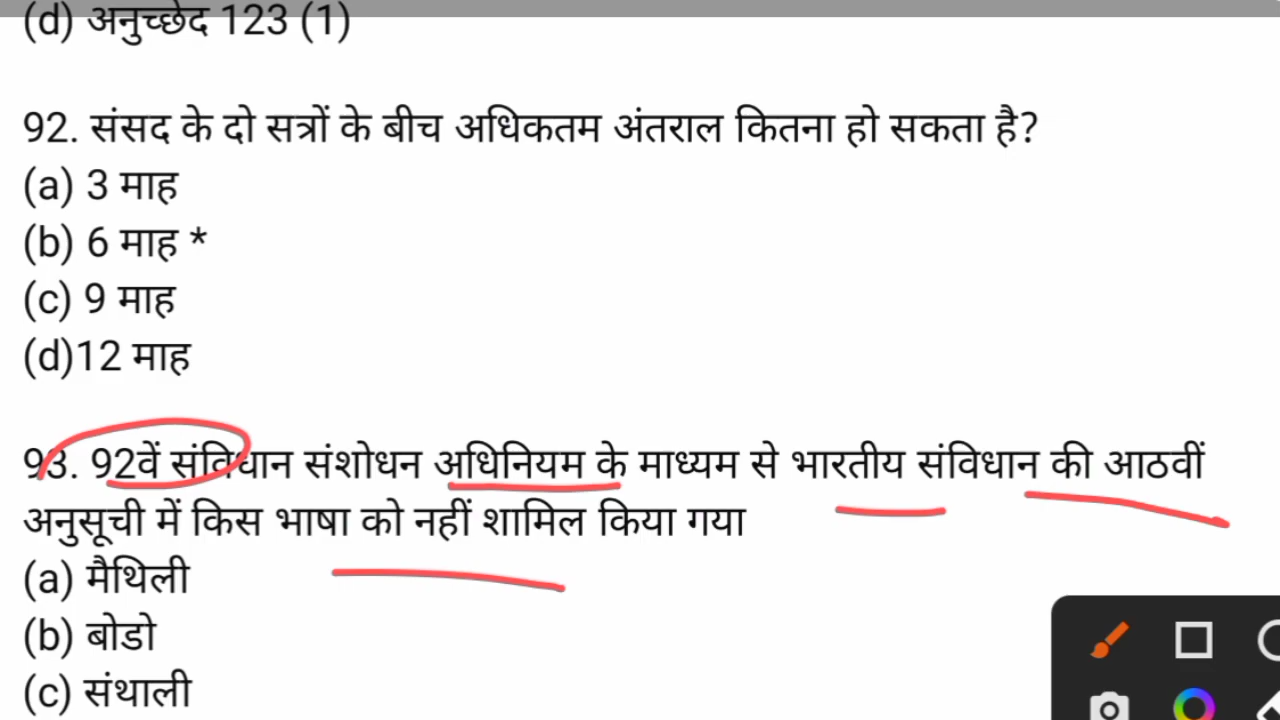 (d) अनुच्छेद 123 (1)
92. संसद के दो सत्रों के बीच अधिकतम अंतराल कितना हो सकता है?
(a) 3 माह
(b) 6 माह *
(c) 9 माह
(d)12 माह
93. 92वें संविधान संशोधन अधिनियम के माध्यम से भारतीय संविधान की आठवीं
अनुसूची में किस भाषा को नहीं शामिल किया गया
(a) मैथिली
(b) बोडो
(c) संथाली